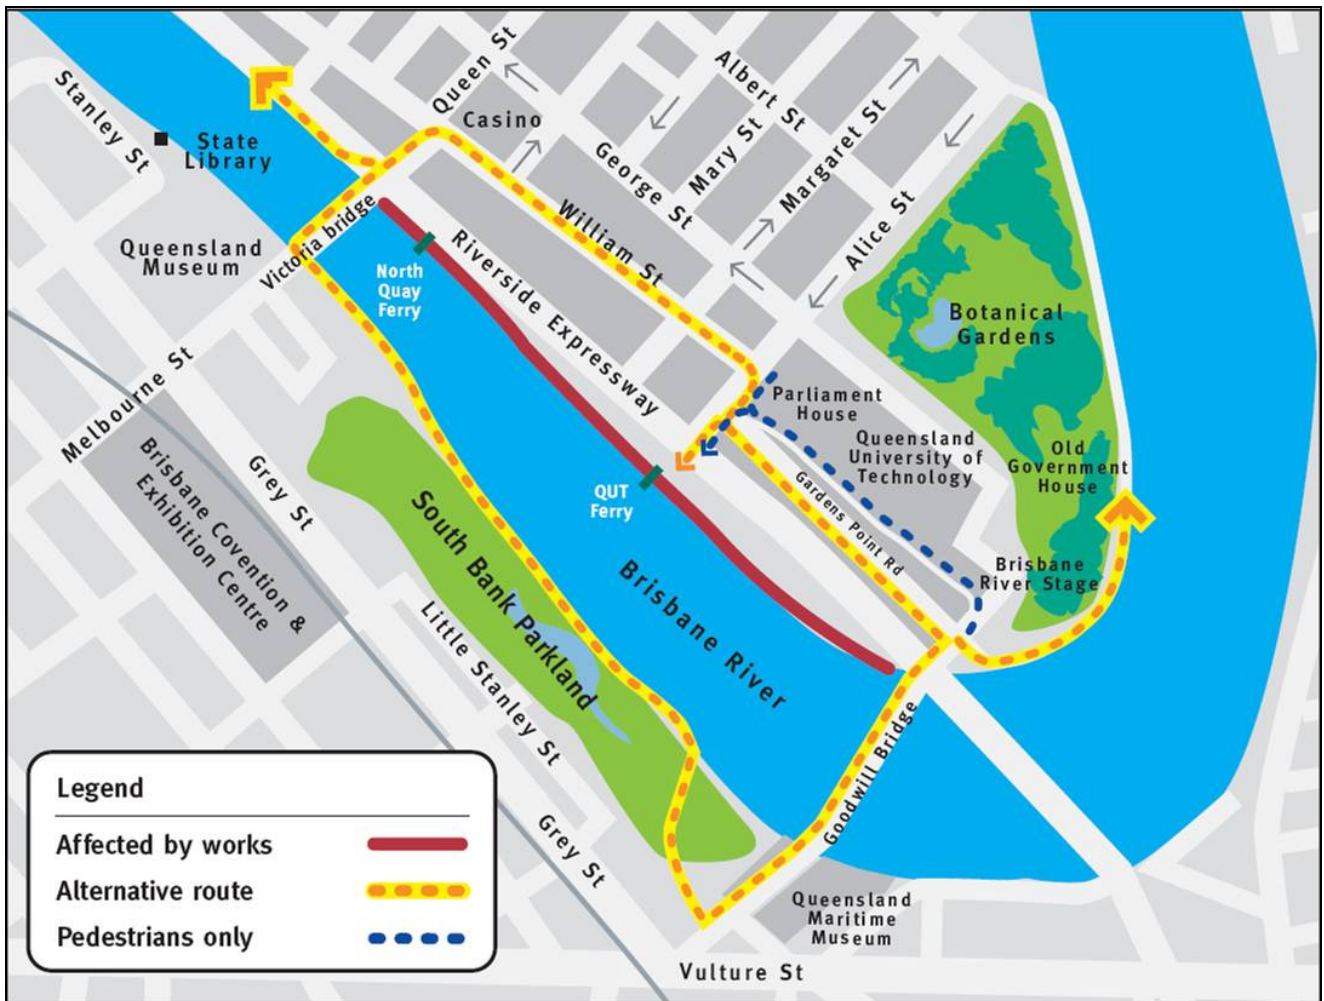 Stanley St
State
Library
Queen St
Casino
Albert St
Mary St
Margaret St
George St
Alice St
William St
Queensland
Museum
Victoria bridge
North
Quay
Ferry
Riverside Expressway
Botanical
Gardens
Melbourne St
Parliament
House
Queensland
University of
Technology
Old
Government
House
Brisbane Covention &
Exhibition Centre
Grey St
QUT
Ferry
Gardens Point Rd
South Bank Parkland
Brisbane River
Brisbane
River Stage
Little Stanley St
Goodwill Bridge
Grey St
Queensland
Maritime
Museum
Vulture St
Legend
Affected by works
Alternative route
Pedestrians only